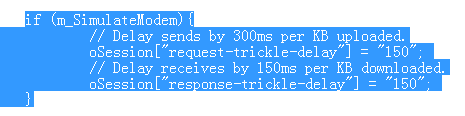 if (m_SimulateModem){
// Delay sends by 300ms per KB uploaded.
oSession["request-trickle-delay"] = "150";
// Delay receives by 150ms per KB downloaded.
oSession["response-trickle-delay"] = "150";
}